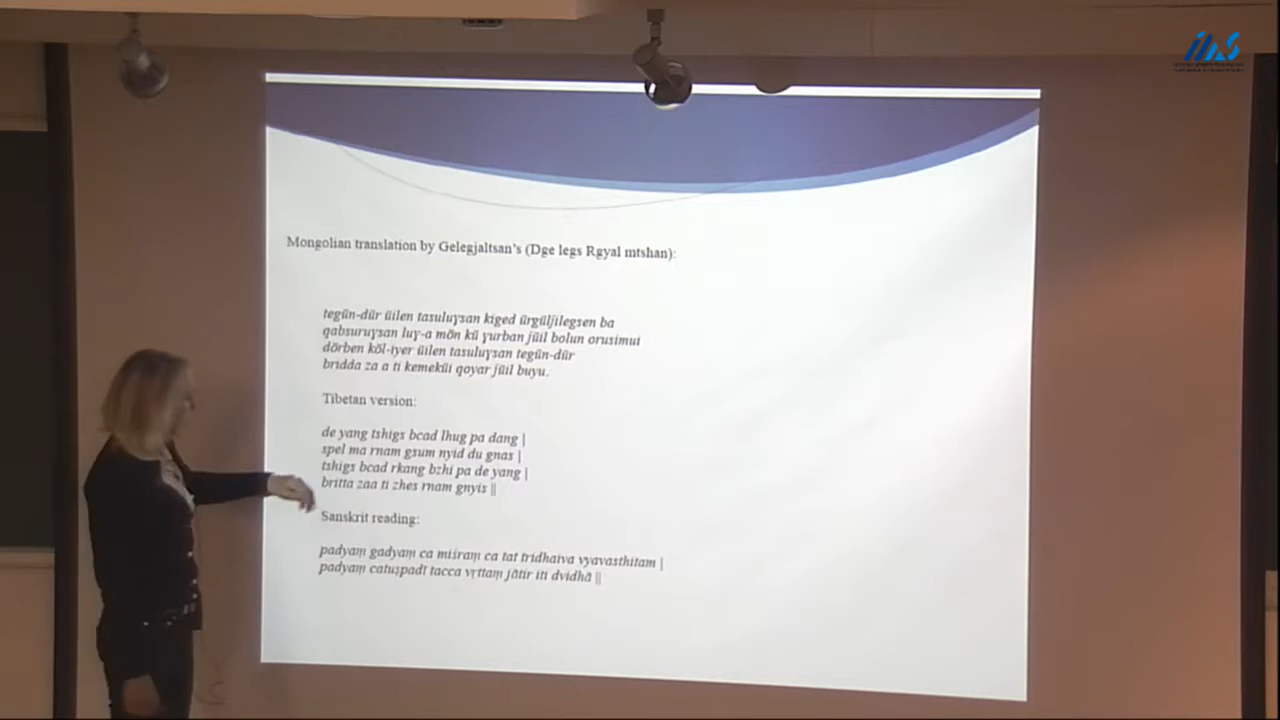 Mongolian translation by Gelegjaltsan's (Dge legs Rgyal mtshan):
tegün-dür üilen tasuluγsan kiged ürgüljilegsen ba
qabsuruγsan luγ-a mön kü γurban jüil bolun orusimui
dörben köl-iyer üilen tasuluγsan tegün-dür
bridda za a ti kemeküi qoyar jüil buyu.
Tibetan version:
de yang tshigs bcad lhug pa dang |
spel ma rnam gsum nyid du gnas |
tshigs bcad rkang bzhi pa de yang |
britta zaa ti zhes rnam gnyis ||
Sanskrit reading:
padyaṃ gadyaṃ ca miśraṃ ca tat tridhaiva vyavasthitam |
padyaṃ catuṣpadī tacca vṛttaṃ jātir iti dvidhā ||